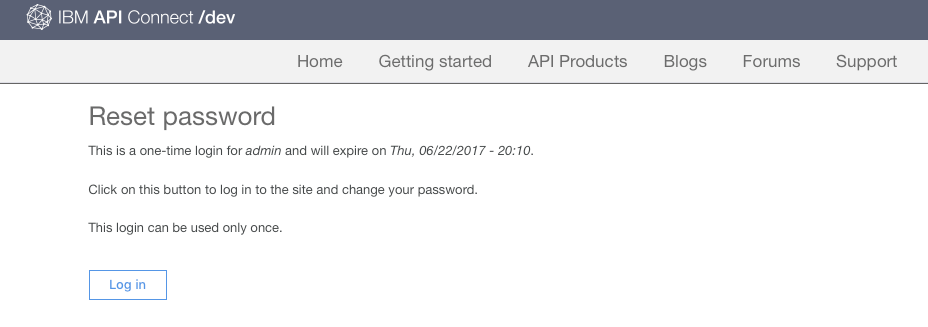 IBM API Connect /dev
Home Getting started API Products Blogs Forums Support
Reset password
This is a one-time login for admin and will expire on Thu, 06/22/2017 - 20:10.
Click on this button to log in to the site and change your password.
This login can be used only once.
Log in